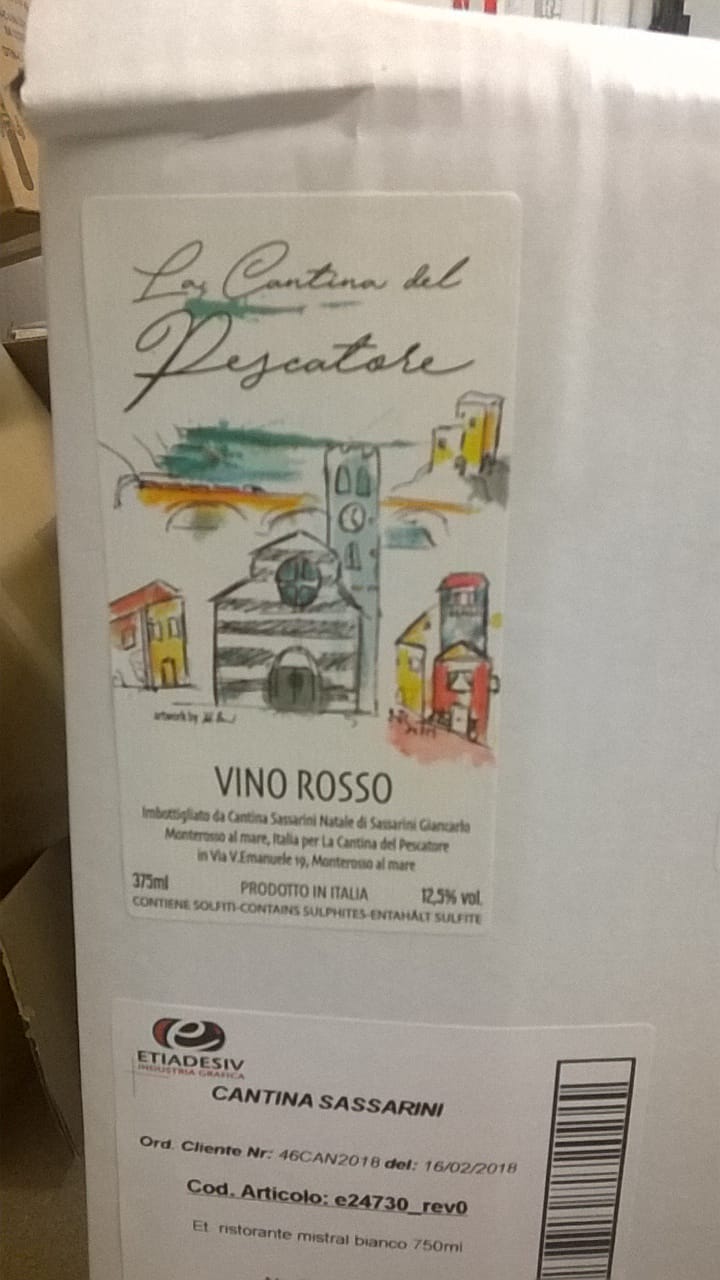 La Cantina del
Pescatore
artwork by
VINO ROSSO
Imbottigliato da Cantina Sassarini Natale di Sassarini Giancarlo
Monterosso al mare, Italia per La Cantina del Pescatore
in Via V.Emanuele 19, Monterosso al mare
375ml PRODOTTO IN ITALIA 12,5% vol.
CONTIENE SOLFITI-CONTAINS SULPHITES-ENTAHÄLT SULFITE
ETIADESIV
INDUSTRIA GRAFICA
CANTINA SASSARINI
Ord. Cliente Nr: 46CAN2018 del: 16/02/2018
Cod. Articolo: e24730_rev0
Et. ristorante mistral bianco 750ml